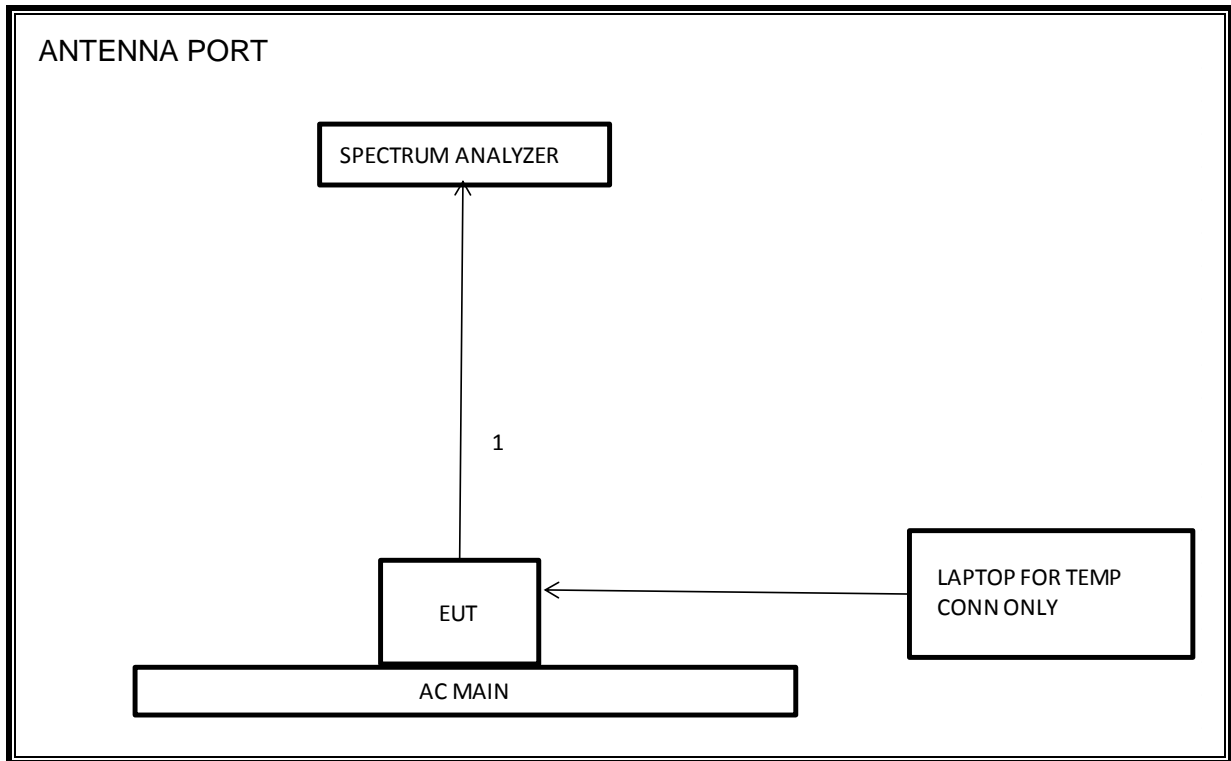 ANTENNA PORT
SPECTRUM ANALYZER
1
LAPTOP FOR TEMP
CONN ONLY
EUT
AC MAIN